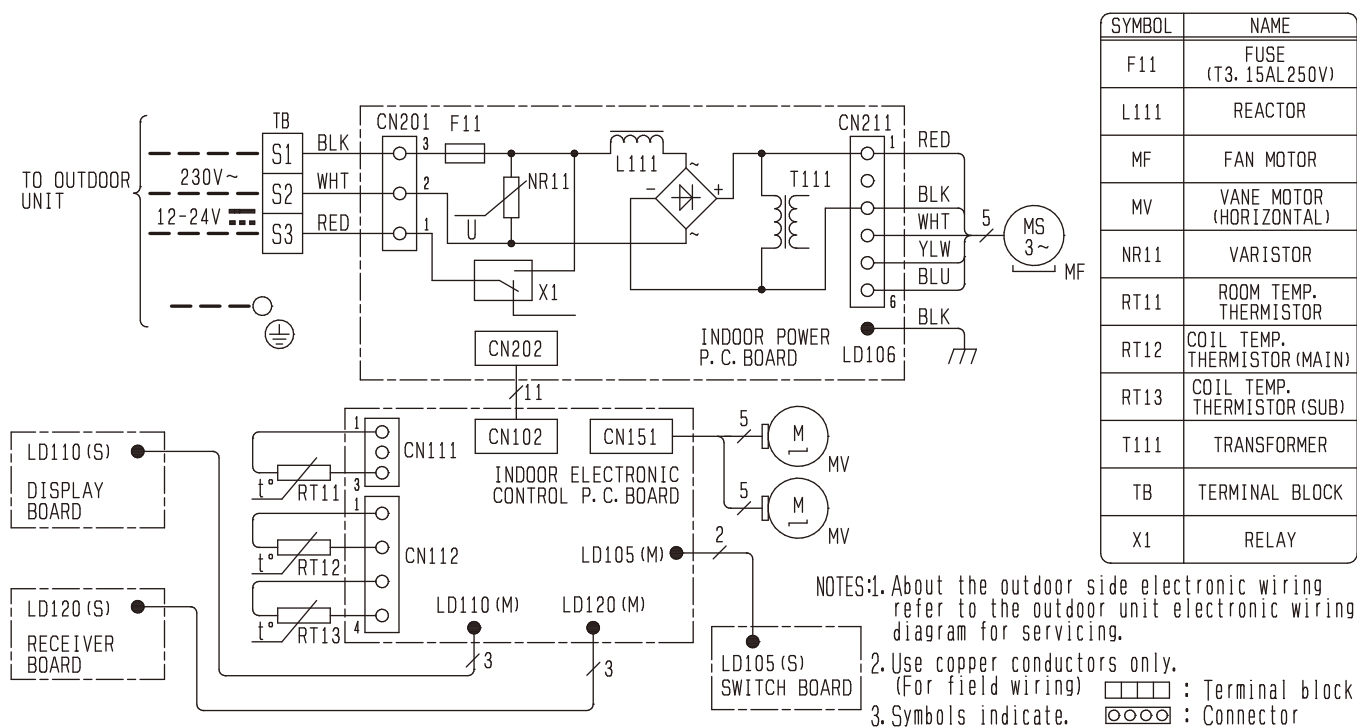 TO OUTDOOR
UNIT
230V~
12-24V
TB
S1
S2
S3
BLK
WHT
RED
CN201
3
2
1
F11
NR11
U
L111
~
-
+
~
T111
X1
CN211
1
6
RED
BLK
WHT
YLW
BLU
BLK
5
MS
3~
MF
INDOOR POWER
P.C.BOARD
LD106
CN202
11
CN102
CN151
INDOOR ELECTRONIC
CONTROL P.C.BOARD
5
M
MV
5
M
MV
1
CN111
3
t°
RT11
1
CN112
4
t°
RT12
t°
RT13
LD105(M)
2
LD110(M)
LD120(M)
3
3
LD110(S)
DISPLAY
BOARD
LD120(S)
RECEIVER
BOARD
LD105(S)
SWITCH BOARD
SYMBOL NAME
F11 FUSE
(T3.15AL250V)
L111 REACTOR
MF FAN MOTOR
MV VANE MOTOR
(HORIZONTAL)
NR11 VARISTOR
RT11 ROOM TEMP.
THERMISTOR
RT12 COIL TEMP.
THERMISTOR(MAIN)
RT13 COIL TEMP.
THERMISTOR(SUB)
T111 TRANSFORMER
TB TERMINAL BLOCK
X1 RELAY
NOTES:1. About the outdoor side electronic wiring
refer to the outdoor unit electronic wiring
diagram for servicing.
2. Use copper conductors only.
(For field wiring)
3. Symbols indicate.
: Terminal block
: Connector